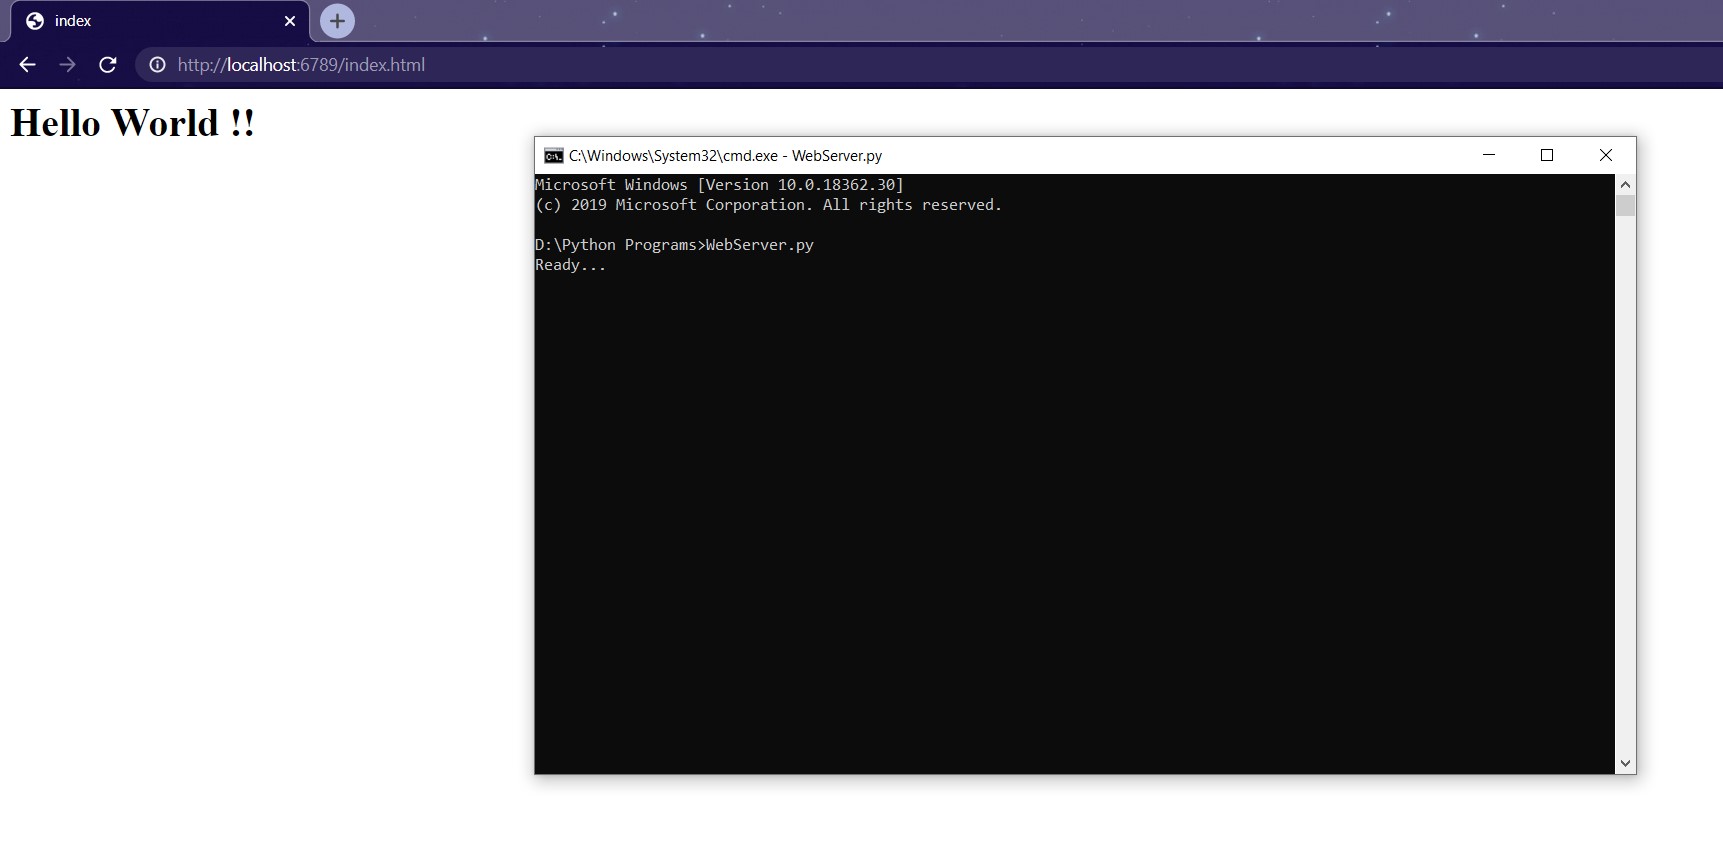 index
http://localhost:6789/index.html
Hello World !!
C:\Windows\System32\cmd.exe - WebServer.py
Microsoft Windows [Version 10.0.18362.30]
(c) 2019 Microsoft Corporation. All rights reserved.
D:\Python Programs>WebServer.py
Ready...